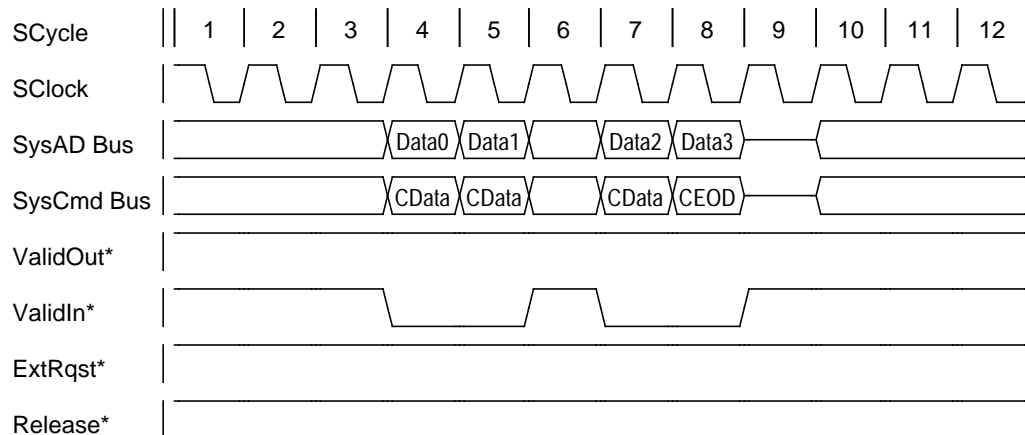 SCycle 1 2 3 4 5 6 7 8 9 10 11 12
SClock
SysAD Bus Data0 Data1 Data2 Data3
SysCmd Bus CData CData CData CEOD
ValidOut*
ValidIn*
ExtRqst*
Release*